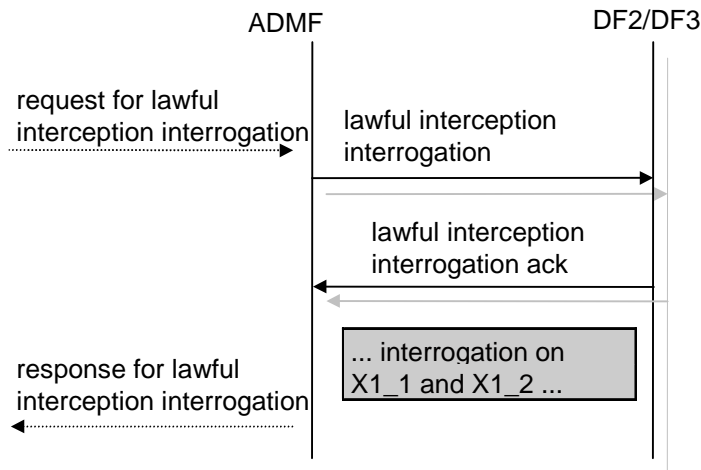 ADMF
DF2/DF3
request for lawful
interception interrogation
lawful interception
interrogation
lawful interception
interrogation ack
... interrogation on
X1_1 and X1_2 ...
response for lawful
interception interrogation